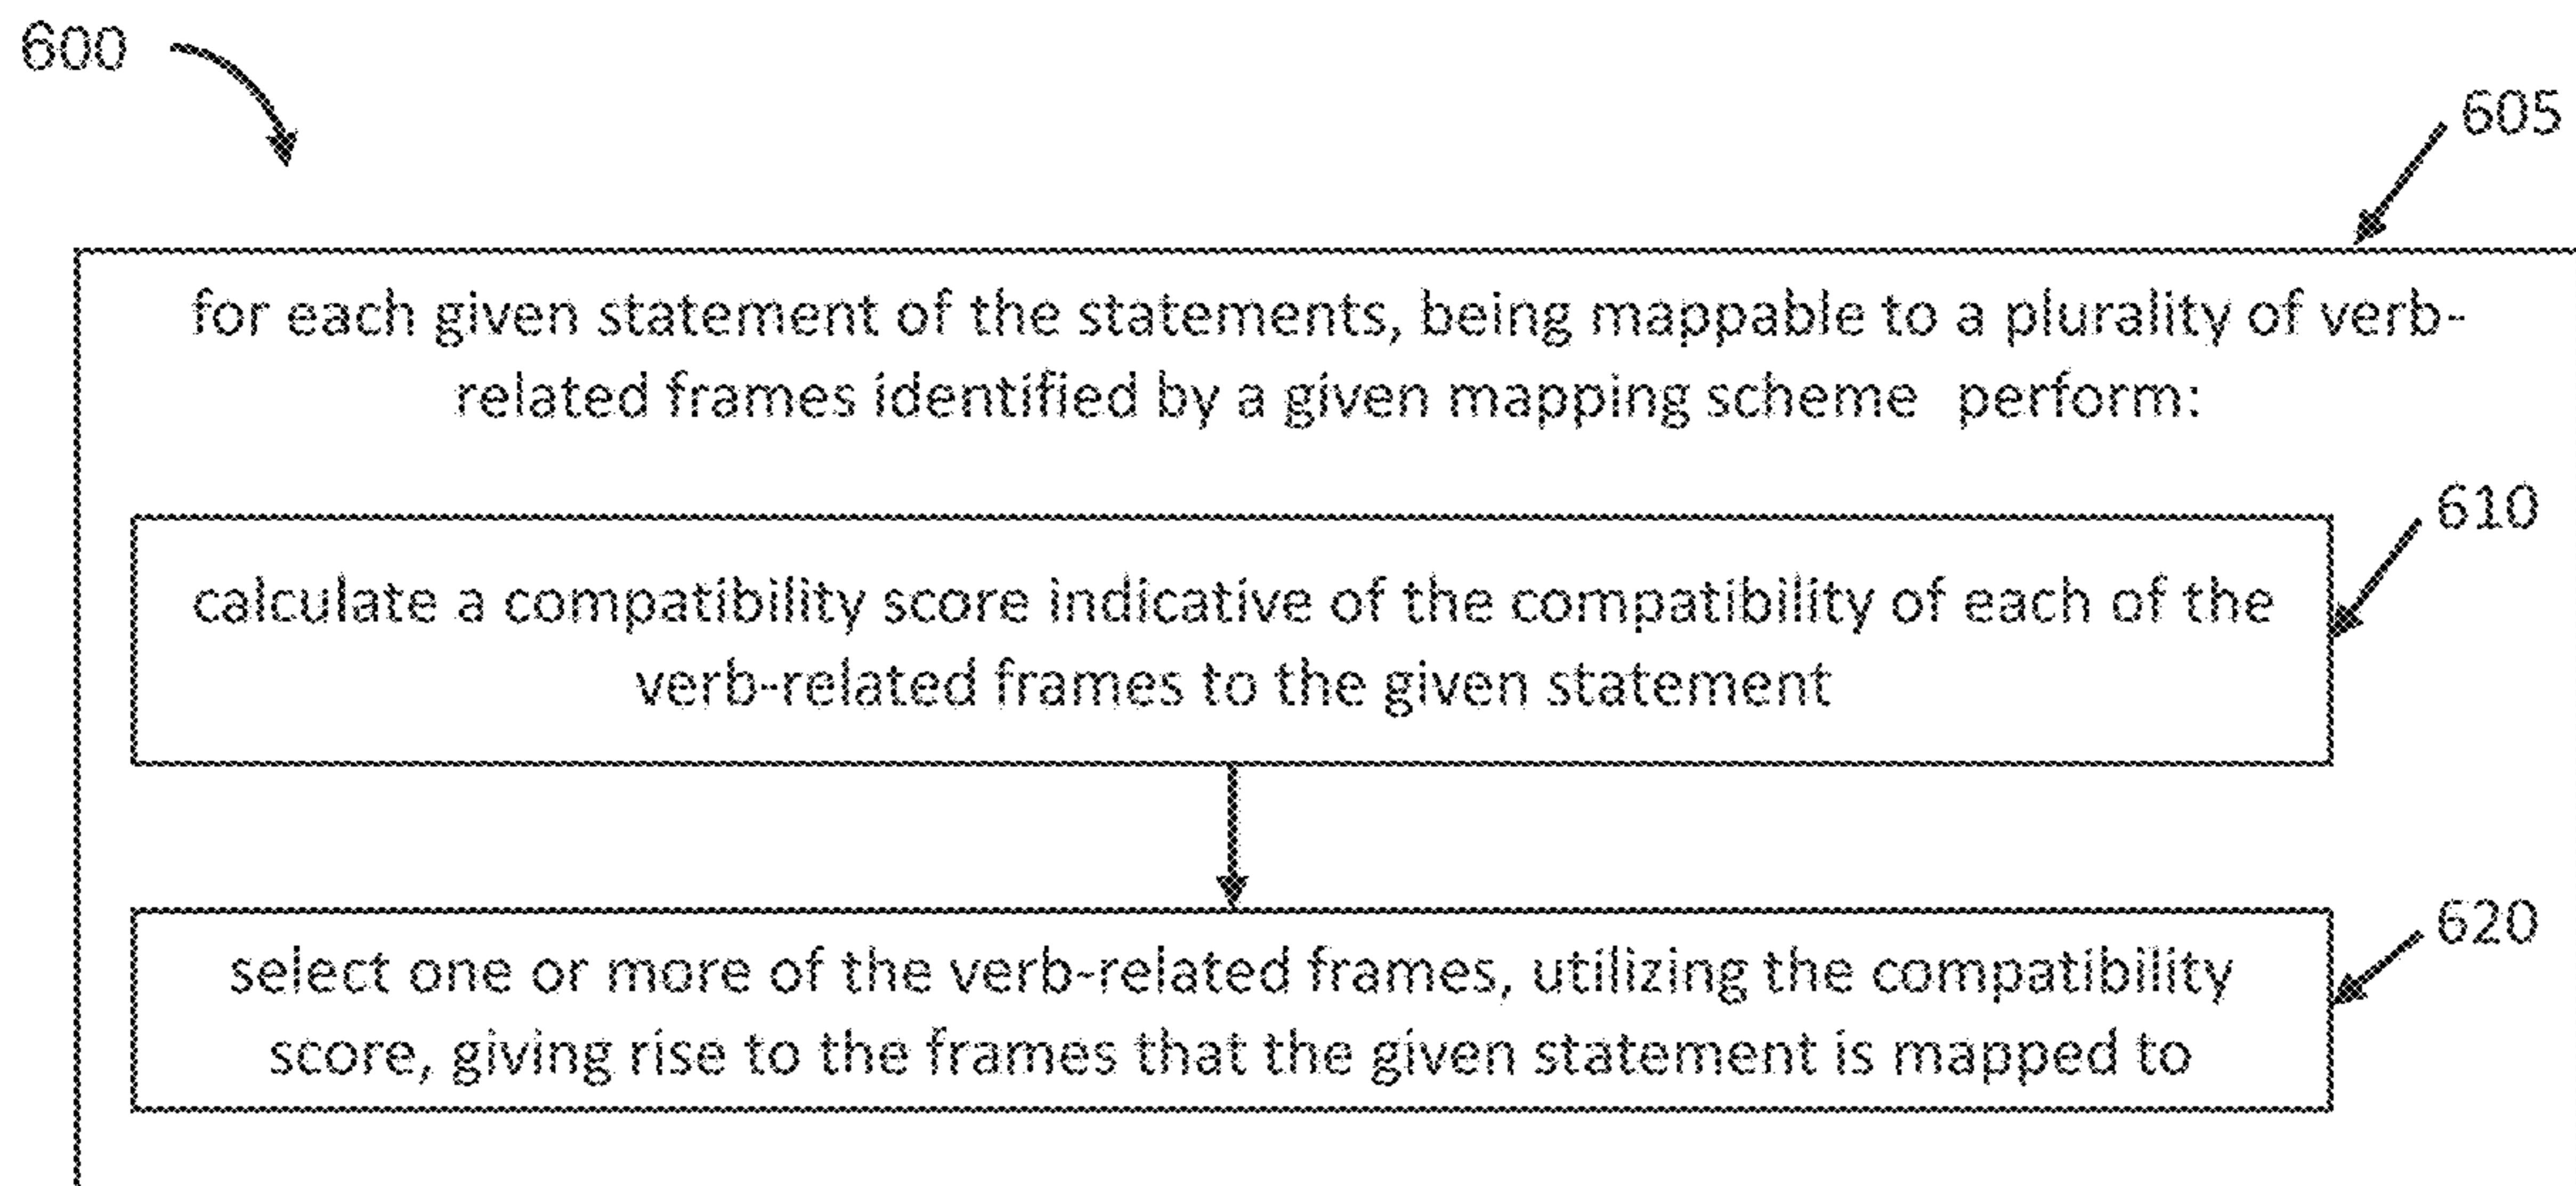 600
605
for each given statement of the statements, being mappable to a plurality of verb-
related frames identified by a given mapping scheme perform:
610
calculate a compatibility score indicative of the compatibility of each of the
verb-related frames to the given statement
620
select one or more of the verb-related frames, utilizing the compatibility
score, giving rise to the frames that the given statement is mapped to